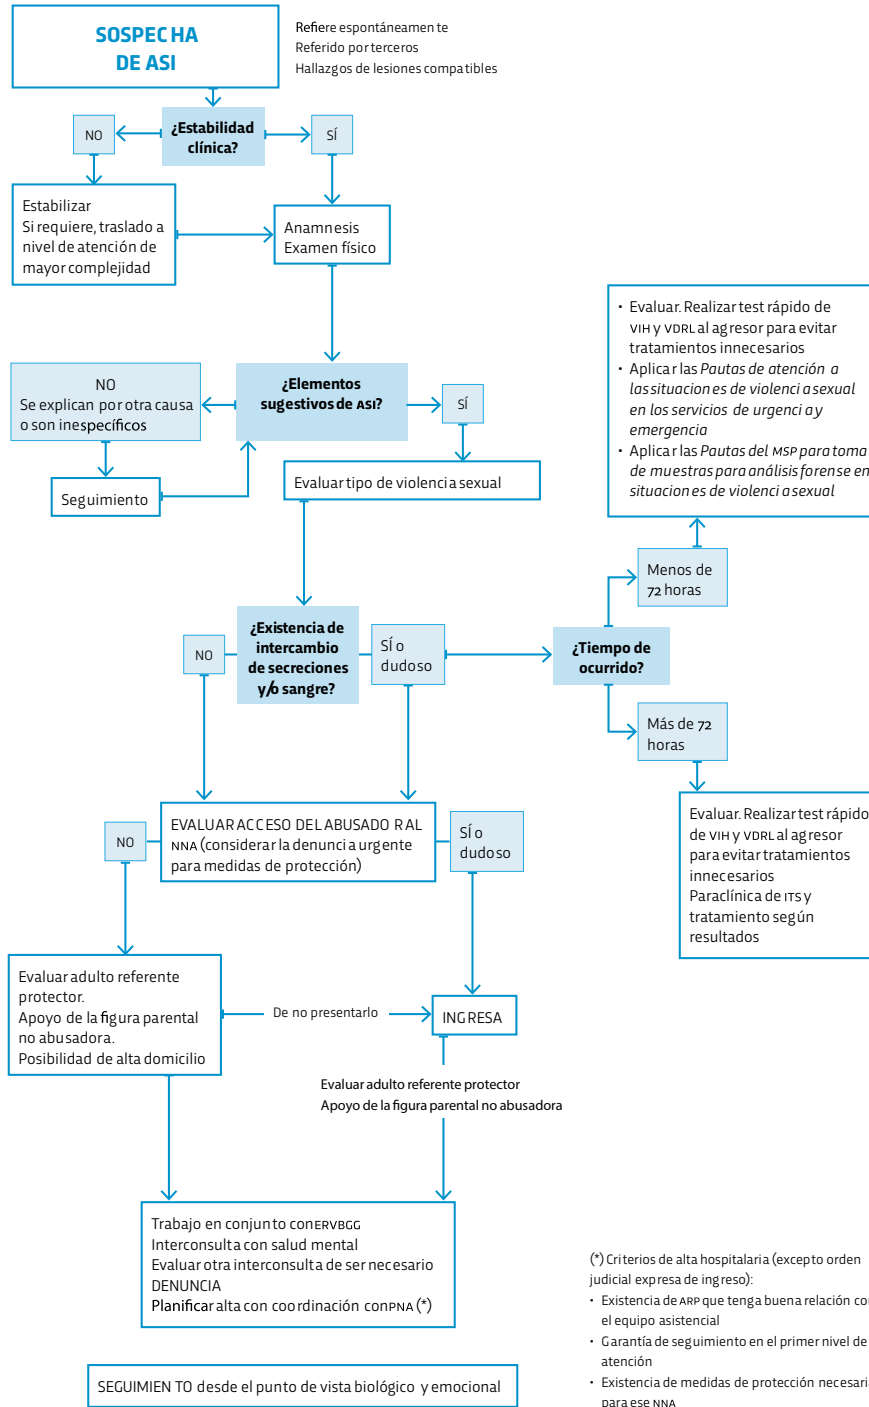 SOSPECHA
DE ASI
Refiere espontáneamente
Referido por terceros
Hallazgos de lesiones compatibles
¿Estabilidad
clínica?
NO
SÍ
Estabilizar
Si requiere, traslado a
nivel de atención de
mayor complejidad
Anamnesis
Examen físico
¿Elementos
sugestivos de ASI?
NO
Se explican por otra causa
o son inespecíficos
SÍ
Seguimiento
Evaluar tipo de violencia sexual
• Evaluar. Realizar test rápido de
VIH y VDRL al agresor para evitar
tratamientos innecesarios
• Aplicar las Pautas de atención a
las situaciones de violencia sexual
en los servicios de urgencia y
emergencia
• Aplicar las Pautas del MSP para toma
de muestras para análisis forense en
situaciones de violencia sexual
Menos de
72 horas
¿Existencia de
intercambio
de secreciones
y/o sangre?
NO
SÍ o
dudoso
¿Tiempo de
ocurrido?
Más de 72
horas
Evaluar. Realizar test rápido
de VIH y VDRL al agresor
para evitar tratamientos
innecesarios
Paraclínica de ITS y
tratamiento según
resultados
NO
EVALUAR ACCESO DEL ABUSADOR AL
NNA (considerar la denuncia urgente
para medidas de protección)
SÍ o
dudoso
Evaluar adulto referente
protector.
Apoyo de la figura parental
no abusadora.
Posibilidad de alta domicilio
De no presentarlo
INGRESA
Evaluar adulto referente protector
Apoyo de la figura parental no abusadora
Trabajo en conjunto con ERVBGG
Interconsulta con salud mental
Evaluar otra interconsulta de ser necesario
DENUNCIA
Planificar alta con coordinación con PNA (*)
(*) Criterios de alta hospitalaria (excepto orden
judicial expresa de ingreso):
• Existencia de ARP que tenga buena relación
el equipo asistencial
• Garantía de seguimiento en el primer nivel de
atención
• Existencia de medidas de protección
para ese NNA
SEGUIMIENTO desde el punto de vista biológico y emocional